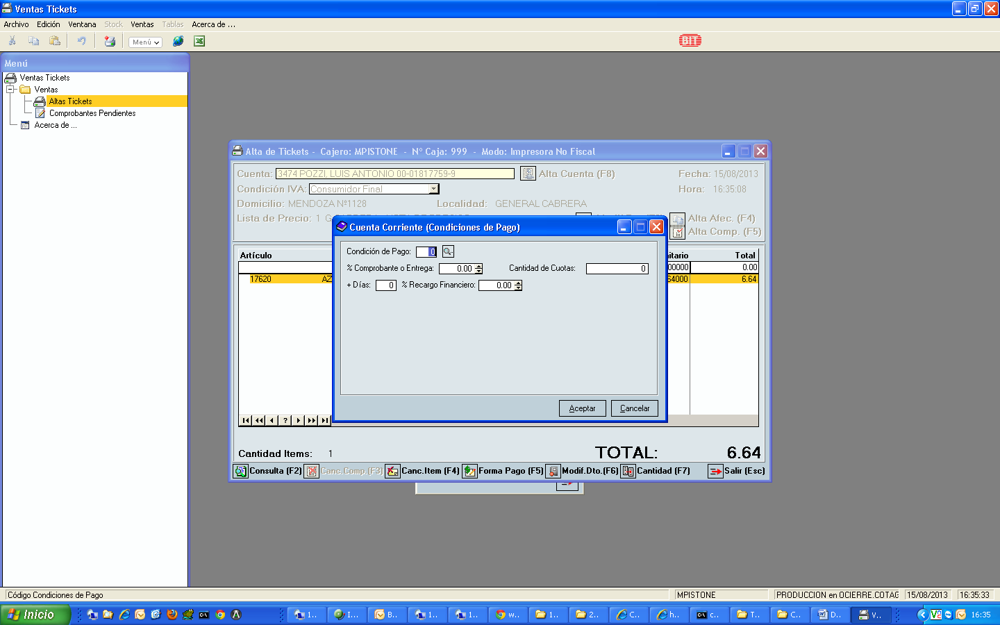 Ventas Tickets
Archivo Edición Ventana Stock Ventas Tablas Acerca de ...
Menú
Menú
Ventas Tickets
Ventas
Altas Tickets
Comprobantes Pendientes
Acerca de ...
Alta de Tickets - Cajero: MPISTONE - Nº Caja: 999 - Modo: Impresora No Fiscal
Cuenta: 3474 POZZI, LUIS ANTONIO 00-01817759-9 Alta Cuenta (F8) Fecha: 15/08/2013
Condición IVA: Consumidor Final Hora: 16:35:08
Domicilio: MENDOZA Nº1128 Localidad: GENERAL CABRERA
Lista de Precio: 1 Alta Afec. (F4)
Alta Comp. (F5)
Cuenta Corriente (Condiciones de Pago)
Condición de Pago: 0
% Comprobante o Entrega: 0.00 Cantidad de Cuotas: 0
+ Días: 0 % Recargo Financiero: 0.00
Aceptar Cancelar
Artículo nitario Total
00000 0.00
17620 AZ 64000 6.64
Cantidad Items: 1 TOTAL: 6.64
Consulta (F2) Canc.Comp.(F3) Canc.Item (F4) Forma Pago (F5) Modif.Dto.(F6) Cantidad (F7) Salir (Esc)
Código Condiciones de Pago MPISTONE PRODUCCION en OCIERRE.COTAG 15/08/2013 16:35:33
Inicio 1.. I... B.. 1.. 1.. w.. 1.. 2.. C.. h.. c.. T.. C.. D.. V.. 16:35